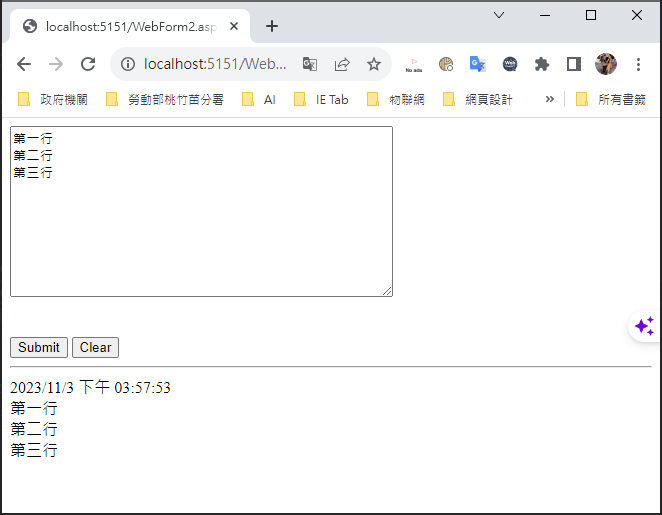 localhost:5151/WebForm2.asp
localhost:5151/Web...
No ads
政府機關
勞動部桃竹苗分署
AI
IE Tab
物聯網
網頁設計
所有書籤
第一行
第二行
第三行
Submit
Clear
2023/11/3 下午 03:57:53
第一行
第二行
第三行